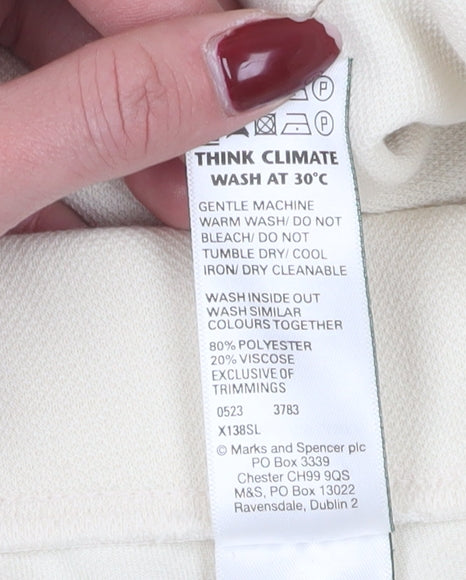 P
P
THINK CLIMATE
WASH AT 30°C
GENTLE MACHINE
WARM WASH/ DO NOT
BLEACH/ DO NOT
TUMBLE DRY/ COOL
IRON/ DRY CLEANABLE
WASH INSIDE OUT
WASH SIMILAR
COLOURS TOGETHER
80% POLYESTER
20% VISCOSE
EXCLUSIVE OF
TRIMMINGS
0523 3783
X138SL
© Marks and Spencer plc
PO Box 3339
Chester CH99 9QS
M&S, PO Box 13022
Ravensdale, Dublin 2